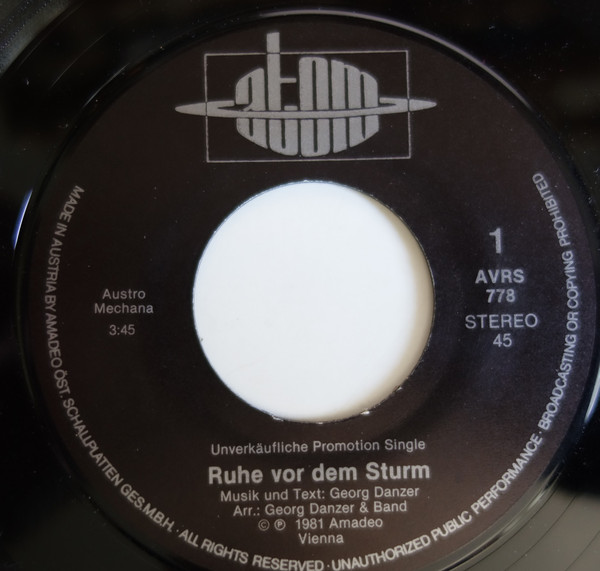 atom
1
AVRS
778
STEREO
45
Austro
Mechana
3:45
Unverkäufliche Promotion Single
Ruhe vor dem Sturm
Musik und Text: Georg Danzer
Arr.: Georg Danzer & Band
© ℗ 1981 Amadeo
Vienna
MADE IN AUSTRIA BY AMADEO ÖST. SCHALLPLATTEN GES.M.B.H. · ALL RIGHTS RESERVED · UNAUTHORIZED PUBLIC PERFORMANCE · BROADCASTING OR COPYING PROHIBITED